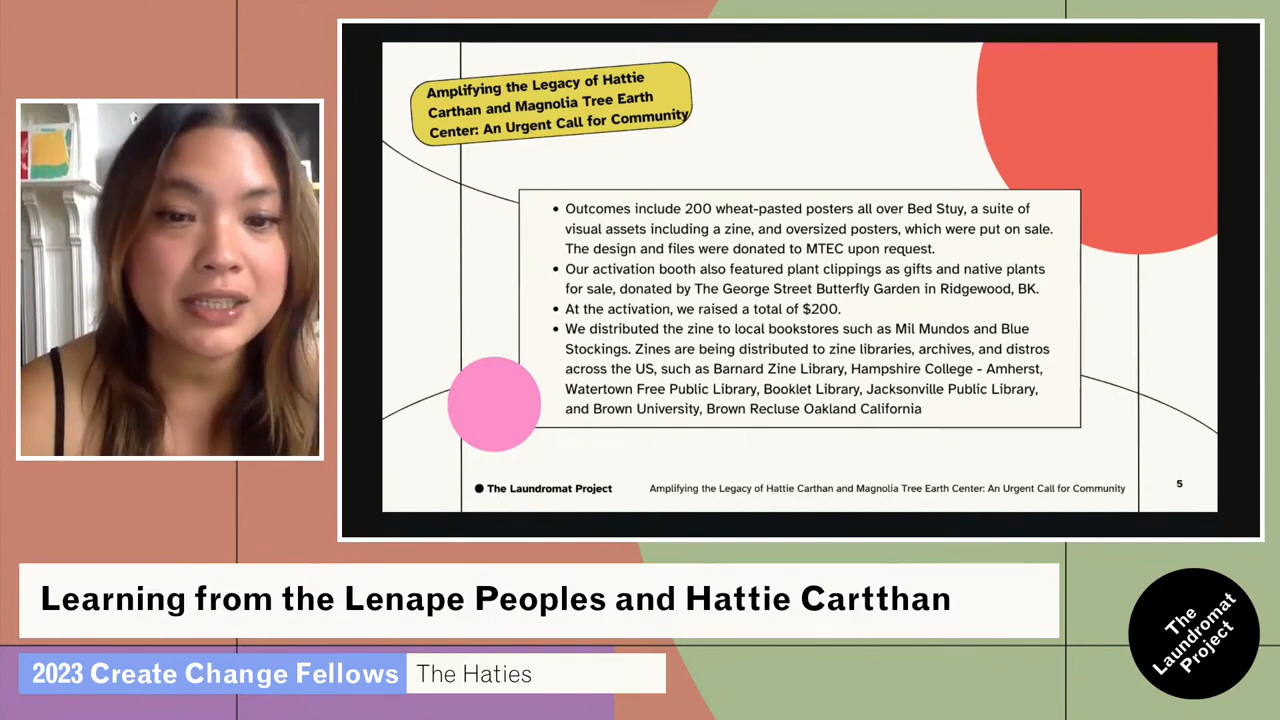 Amplifying the Legacy of Hattie
Carthan and Magnolia Tree Earth
Center: An Urgent Call for Community
• Outcomes include 200 wheat-pasted posters all over Bed Stuy, a suite of
visual assets including a zine, and oversized posters, which were put on sale.
The design and files were donated to MTEC upon request.
• Our activation booth also featured plant clippings as gifts and native plants
for sale, donated by The George Street Butterfly Garden in Ridgewood, BK.
• At the activation, we raised a total of $200.
• We distributed the zine to local bookstores such as Mil Mundos and Blue
Stockings. Zines are being distributed to zine libraries, archives, and distros
across the US, such as Barnard Zine Library, Hampshire College - Amherst,
Watertown Free Public Library, Booklet Library, Jacksonville Public Library,
and Brown University, Brown Recluse Oakland California
The Laundromat Project
Amplifying the Legacy of Hattie Carthan and Magnolia Tree Earth Center: An Urgent Call for Community
5
Learning from the Lenape Peoples and Hattie Cartthan
2023 Create Change Fellows
The Haties
The
Laundromat
Project